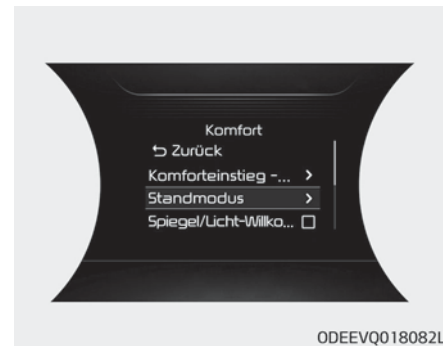 Komfort
Zurück
Komforteinstieg -...
Standmodus
Spiegel/Licht-Willko...
ODEEVQ018082L